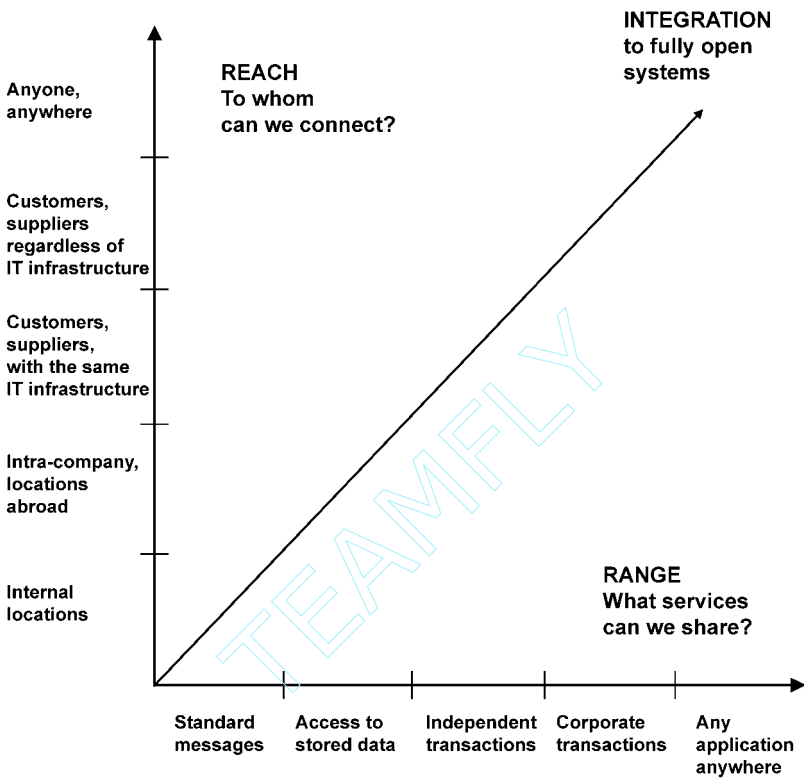 INTEGRATION
to fully open
systems
REACH
To whom
can we connect?
Anyone,
anywhere
Customers,
suppliers
regardless of
IT infrastructure
Customers,
suppliers,
with the same
IT infrastructure
Intra-company,
locations
abroad
Internal
locations
TEAMFLY
RANGE
What services
can we share?
Standard
messages
Access to
stored data
Independent
transactions
Corporate
transactions
Any
application
anywhere